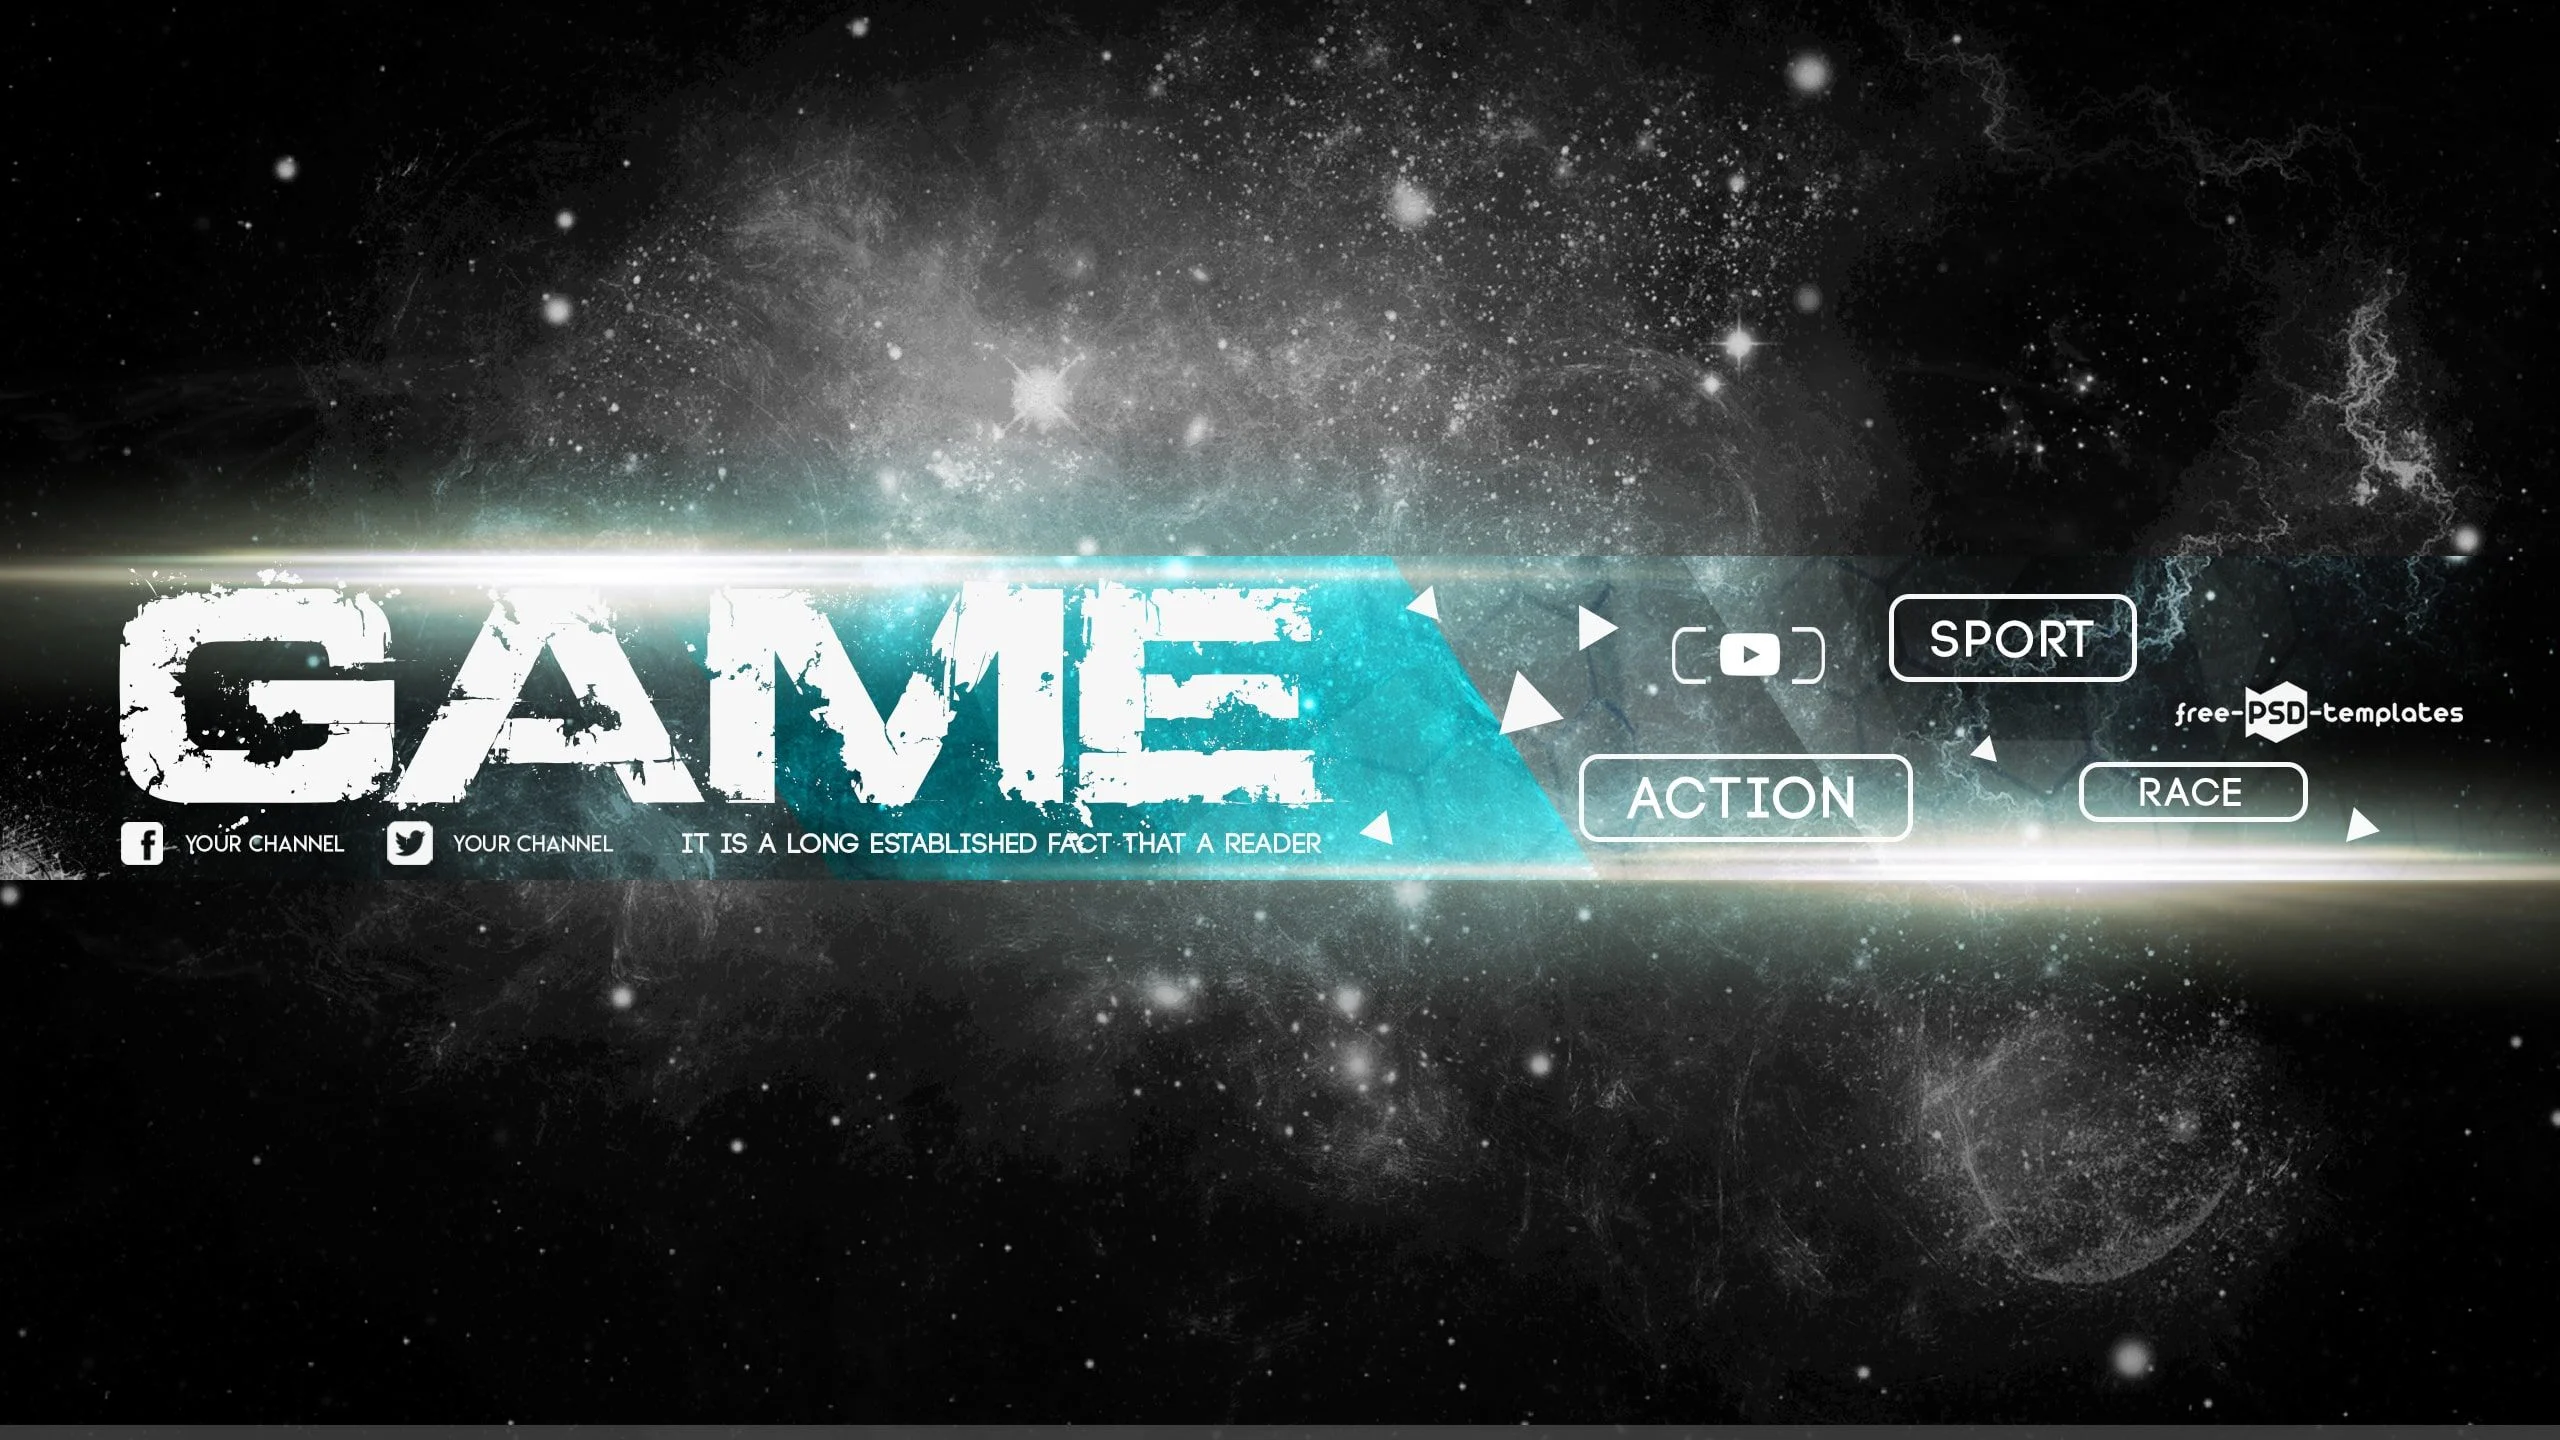 GAME
YOUR CHANNEL
YOUR CHANNEL
IT IS A LONG ESTABLISHED FACT THAT A READER
SPORT
free-PSD-templates
ACTION
RACE